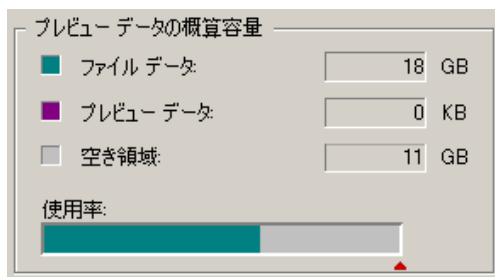 プレビュー データの概算容量
ファイル データ: 18 GB
プレビュー データ: 0 KB
空き領域: 11 GB
使用率: